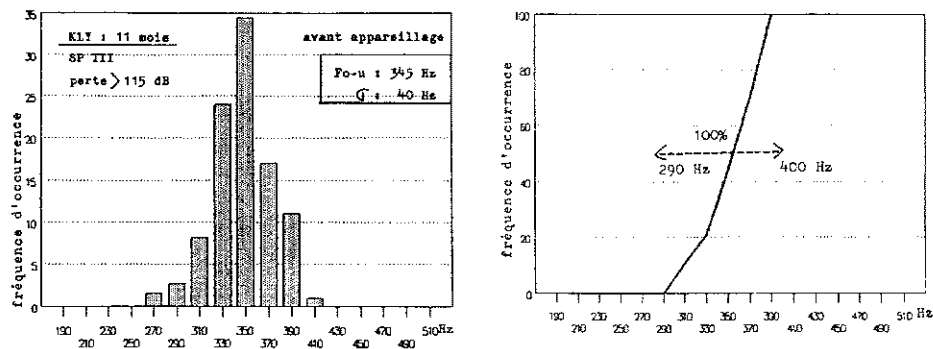 fréquence d'occurrence
35
30
25
20
15
10
5
0
KLY : 11 mois
SP III
perte > 115 dB
avant appareillage
Fo-u : 345 Hz
σ : 40 Hz
190 230 270 310 350 390 430 470 510 Hz
210 250 290 330 370 410 450 490
fréquence d'occurrence
100
80
60
40
20
0
100%
290 Hz
400 Hz
190 230 270 310 350 390 430 470 510 Hz
210 250 290 330 370 410 450 490